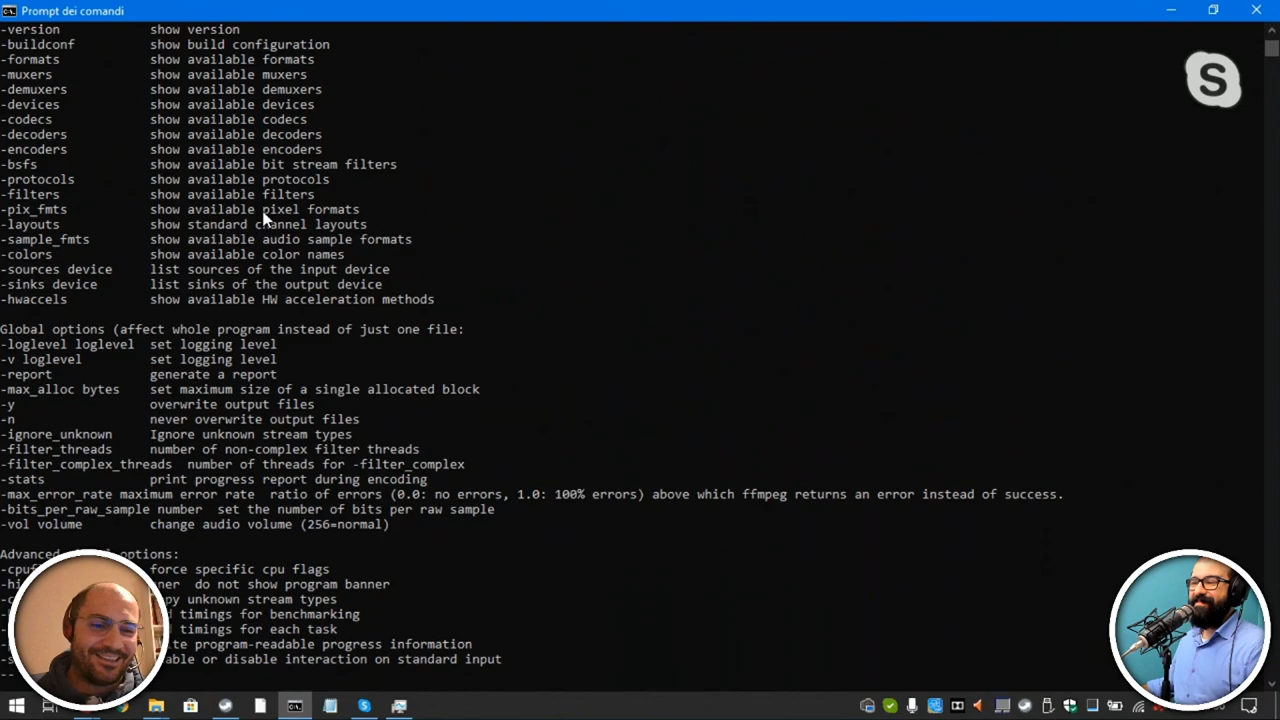 Prompt dei comandi
-version show version
-buildconf show build configuration
-formats show available formats
-muxers show available muxers
-demuxers show available demuxers
-devices show available devices
-codecs show available codecs
-decoders show available decoders
-encoders show available encoders
-bsfs show available bit stream filters
-protocols show available protocols
-filters show available filters
-pix_fmts show available pixel formats
-layouts show standard channel layouts
-sample_fmts show available audio sample formats
-colors show available color names
-sources device list sources of the input device
-sinks device list sinks of the output device
-hwaccels show available HW acceleration methods
Global options (affect whole program instead of just one file:
-loglevel loglevel set logging level
-v loglevel set logging level
-report generate a report
-max_alloc bytes set maximum size of a single allocated block
-y overwrite output files
-n never overwrite output files
-ignore_unknown Ignore unknown stream types
-filter_threads number of non-complex filter threads
-filter_complex_threads number of threads for -filter_complex
-stats print progress report during encoding
-max_error_rate maximum error rate ratio of errors (0.0: no errors, 1.0: 100% errors) above which ffmpeg returns an error instead of success.
-bits_per_raw_sample number set the number of bits per raw sample
-vol volume change audio volume (256=normal)
Advanced options:
force specific cpu flags
do not show program banner
unknown stream types
timings for benchmarking
timings for each task
program-readable progress information
or disable interaction on standard input
S